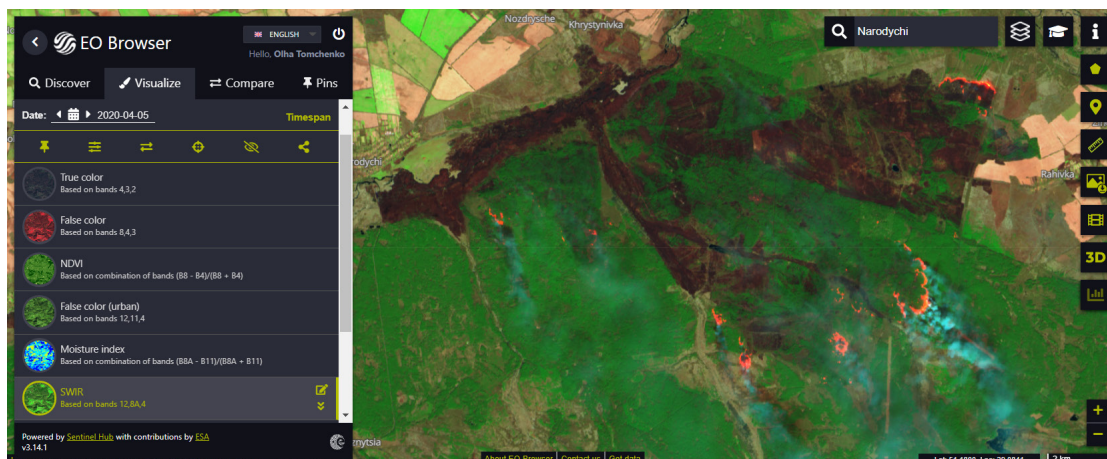 EO Browser
ENGLISH
Hello, Olha Tomchenko
Discover
Visualize
Compare
Pins
Date: 2020-04-05
Timespan
True color
Based on bands 4,3,2
False color
Based on bands 8,4,3
NDVI
Based on combination of bands (B8 - B4)/(B8 + B4)
False color (urban)
Based on bands 12,11,4
Moisture index
Based on combination of bands (B8A - B11)/(B8A + B11)
SWIR
Based on bands 12,8A,4
Powered by Sentinel Hub with contributions by ESA
v3.14.1
Nozdryshche
Khrystynivka
Narodychi
Rahivka
3D
About EO Browser | Contact us | Get data
2 km